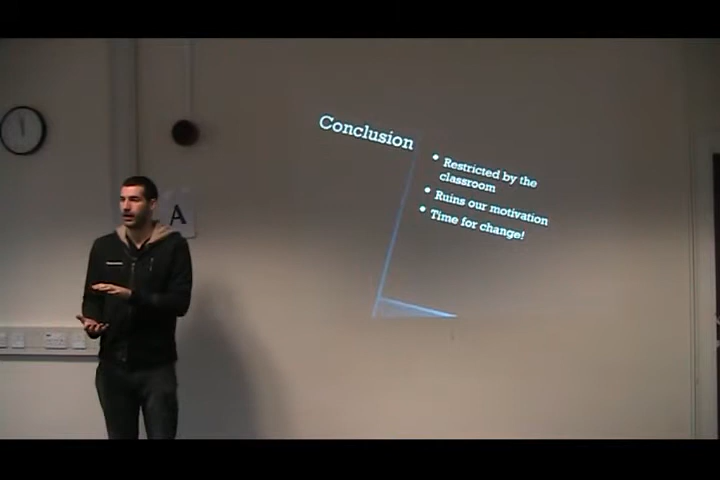 Conclusion
• Restricted by the
classroom
• Ruins our motivation
• Time for change!
A